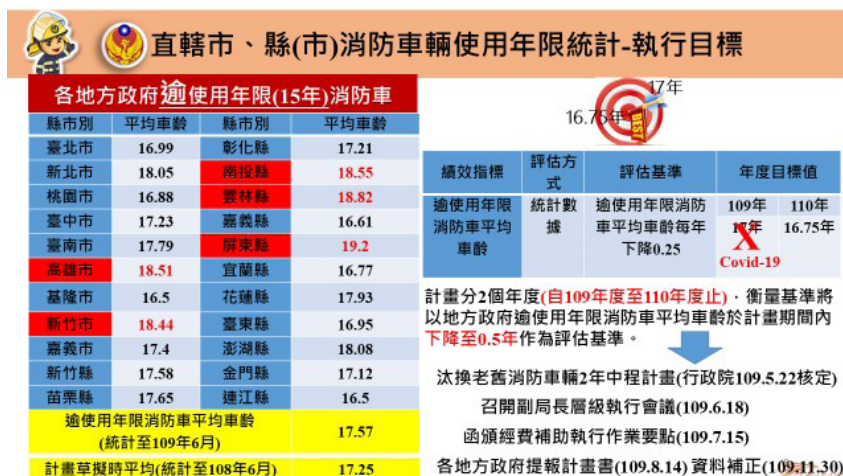 直轄市、縣(市)消防車輛使用年限統計-執行目標
各地方政府逾使用年限(15年)消防車
縣市別 平均車齡 縣市別 平均車齡
臺北市 16.99 彰化縣 17.21
新北市 18.05 南投縣 18.55
桃園市 16.88 雲林縣 18.82
臺中市 17.23 嘉義縣 16.61
臺南市 17.79 屏東縣 19.2
高雄市 18.51 宜蘭縣 16.77
基隆市 16.5 花蓮縣 17.93
新竹市 18.44 臺東縣 16.95
嘉義市 17.4 澎湖縣 18.08
新竹縣 17.58 金門縣 17.12
苗栗縣 17.65 連江縣 16.5
逾使用年限消防車平均車齡
(統計至109年6月)
17.57
計畫草擬時平均(統計至108年6月) 17.25
17年
16.75年
BEST
績效指標 評估方式 評估基準 年度目標值
逾使用年限消防車平均車齡 統計數據 逾使用年限消防車平均車齡每年下降0.25 109年 110年
17年 16.75年
X
Covid-19
計畫分2個年度(自109年度至110年度止)，衡量基準將
以地方政府逾使用年限消防車平均車齡於計畫期間內
下降至0.5年作為評估基準。
汰換老舊消防車輛2年中程計畫(行政院109.5.22核定)
召開副局長層級執行會議(109.6.18)
函頒經費補助執行作業要點(109.7.15)
各地方政府提報計畫書(109.8.14)資料補正(109.11.30)